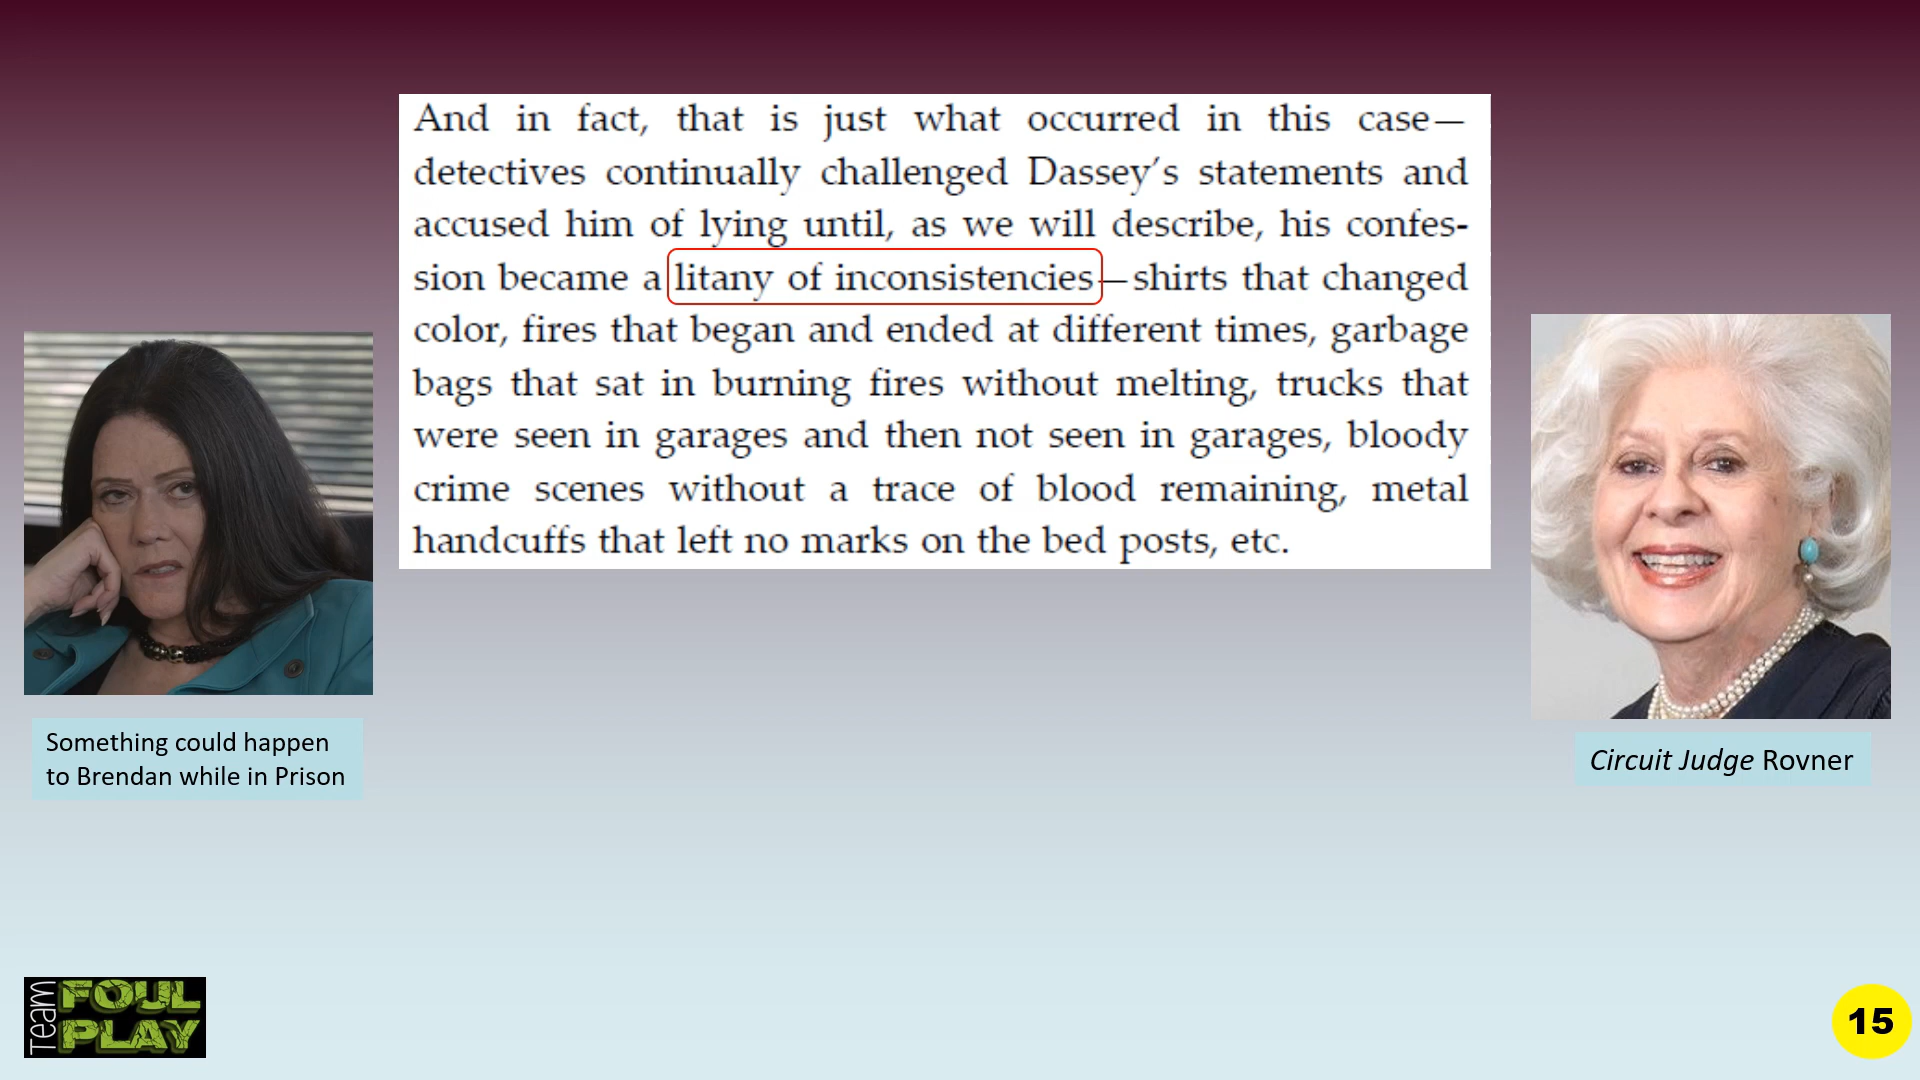 And in fact, that is just what occurred in this case—
detectives continually challenged Dassey’s statements and
accused him of lying until, as we will describe, his confes-
sion became a litany of inconsistencies—shirts that changed
color, fires that began and ended at different times, garbage
bags that sat in burning fires without melting, trucks that
were seen in garages and then not seen in garages, bloody
crime scenes without a trace of blood remaining, metal
handcuffs that left no marks on the bed posts, etc.
Something could happen
to Brendan while in Prison
Circuit Judge Rovner
Team
FOUL
PLAY
15